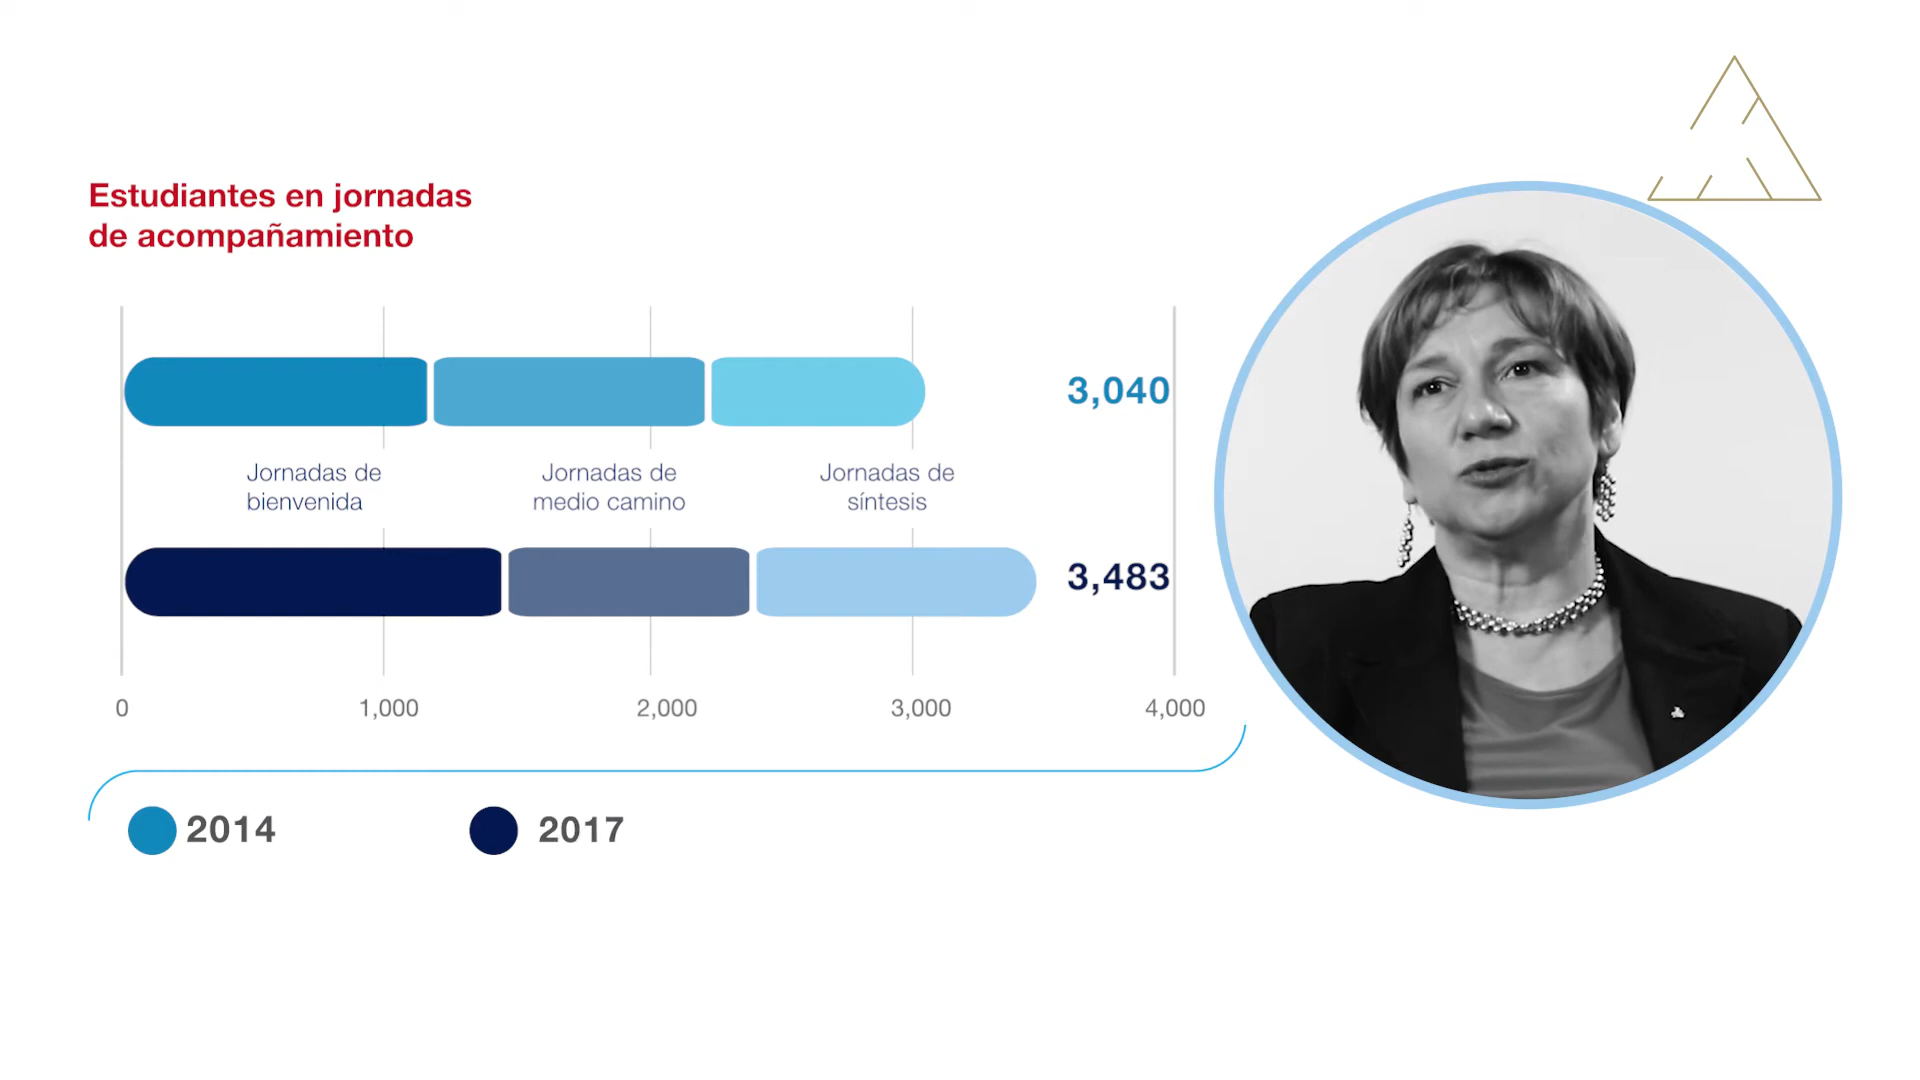 Estudiantes en jornadas
de acompañamiento
3,040
Jornadas de
bienvenida
Jornadas de
medio camino
Jornadas de
síntesis
3,483
0
1,000
2,000
3,000
4,000
2014
2017